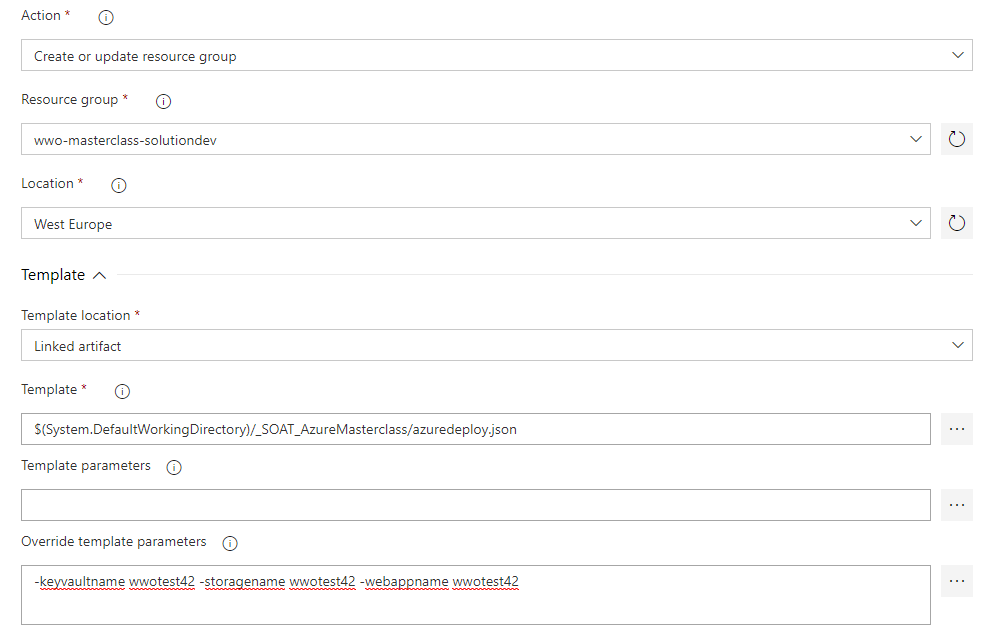 Action *
Create or update resource group
Resource group *
wwo-masterclass-solutiondev
Location *
West Europe
Template
Template location *
Linked artifact
Template *
$(System.DefaultWorkingDirectory)/_SOAT_AzureMasterclass/azuredeploy.json
Template parameters
Override template parameters
-keyvaultname wwotest42 -storagename wwotest42 -webappname wwotest42